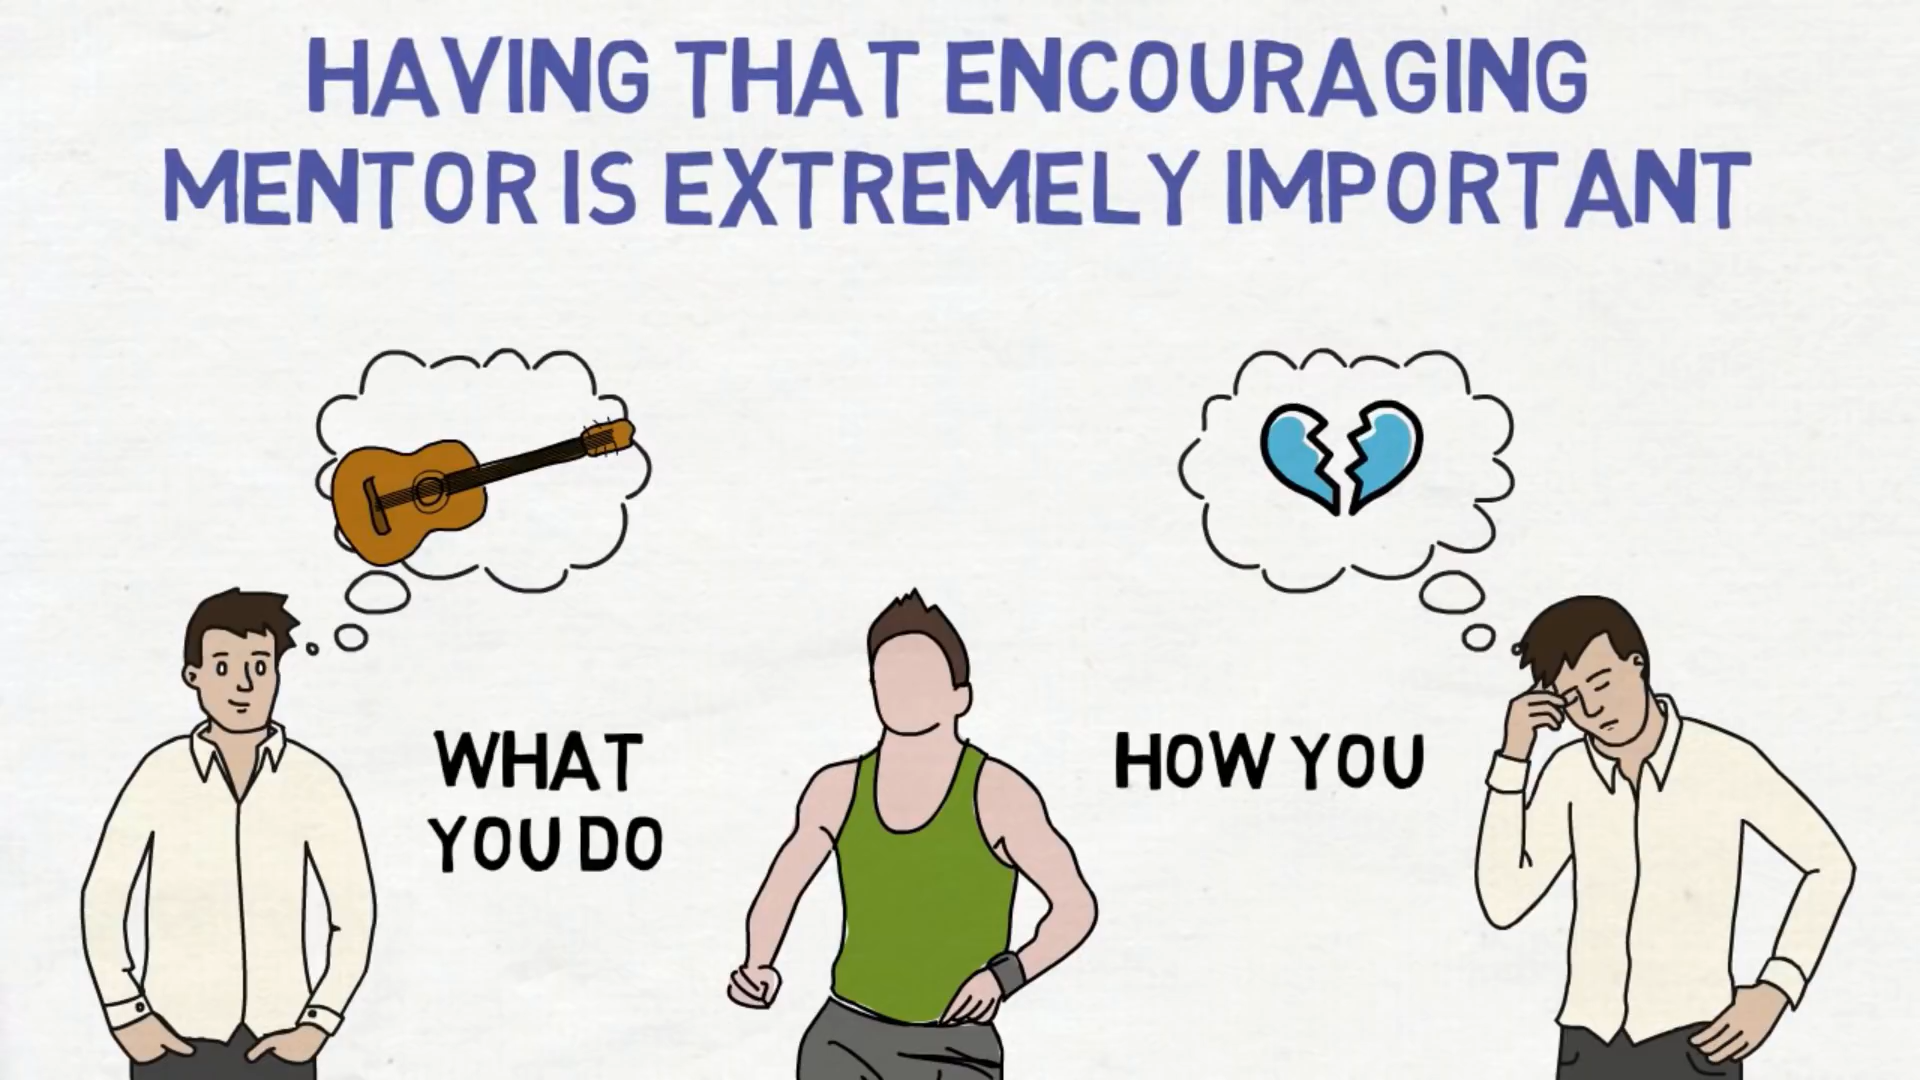 HAVING THAT ENCOURAGING
MENTOR IS EXTREMELY IMPORTANT
WHAT
YOU DO
HOW YOU